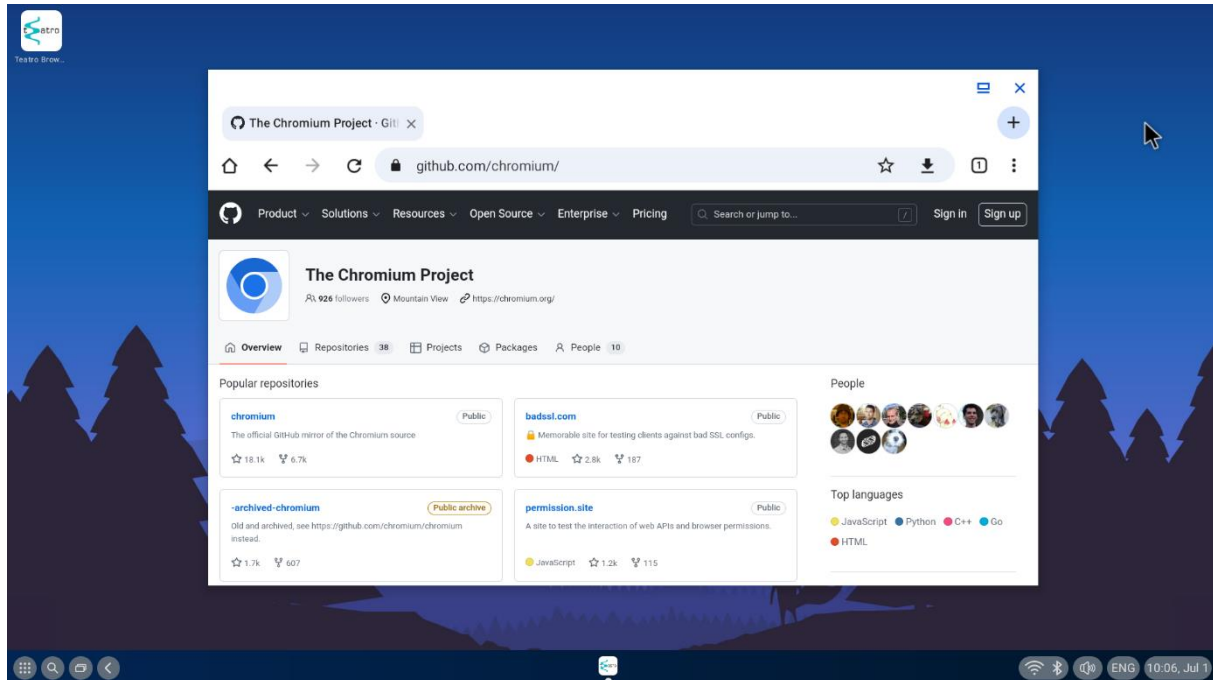 teatro
Teatro Brow..
The Chromium Project · Git
github.com/chromium/
1
Product Solutions Resources Open Source Enterprise Pricing Search or jump to... / Sign in Sign up
The Chromium Project
926 followers Mountain View https://chromium.org/
Overview Repositories 38 Projects Packages People 10
Popular repositories
chromium Public
The official GitHub mirror of the Chromium source
18.1k 6.7k
badssl.com Public
Memorable site for testing clients against bad SSL configs.
HTML 2.8k 187
-archived-chromium Public archive
Old and archived, see https://github.com/chromium/chromium
instead.
1.7k 607
permission.site Public
A site to test the interaction of web APIs and browser permissions.
JavaScript 1.2k 115
People
Top languages
JavaScript Python C++ Go
HTML
teatro
ENG 10:06, Jul 1